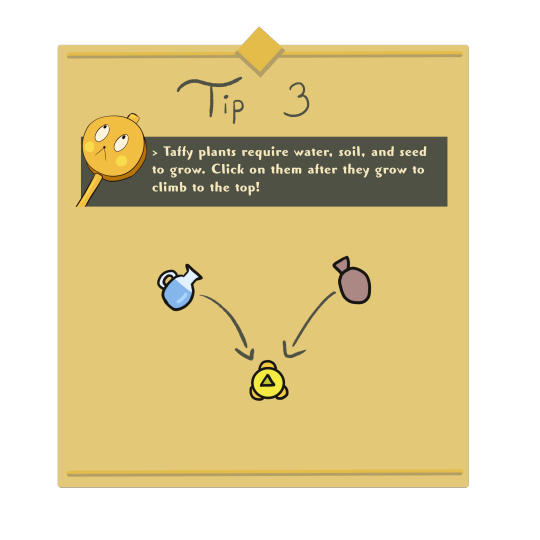 Tip 3
> Taffy plants require water, soil, and seed
to grow. Click on them after they grow to
climb to the top!